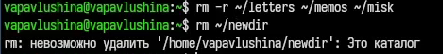 vapavlushina@vapavlushina:~$ rm -r ~/letters ~/memos ~/misk
vapavlushina@vapavlushina:~$ rm ~/newdir
rm: невозможно удалить '/home/vapavlushina/newdir': Это каталог